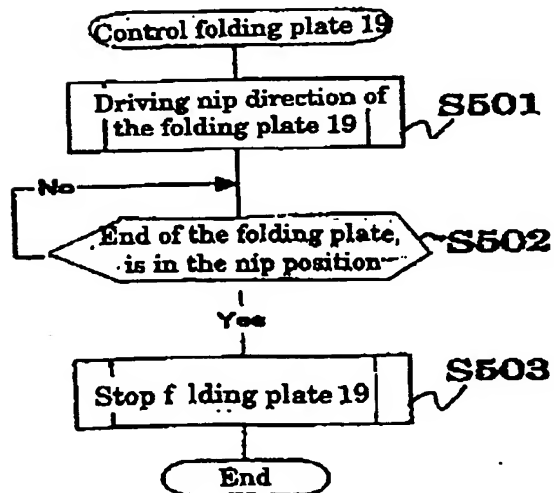 Control folding plate 19
Driving nip direction of
the folding plate 19
S501
No
End of the folding plate,
is in the nip position
S502
Yes
Stop f lding plate 19
S503
End